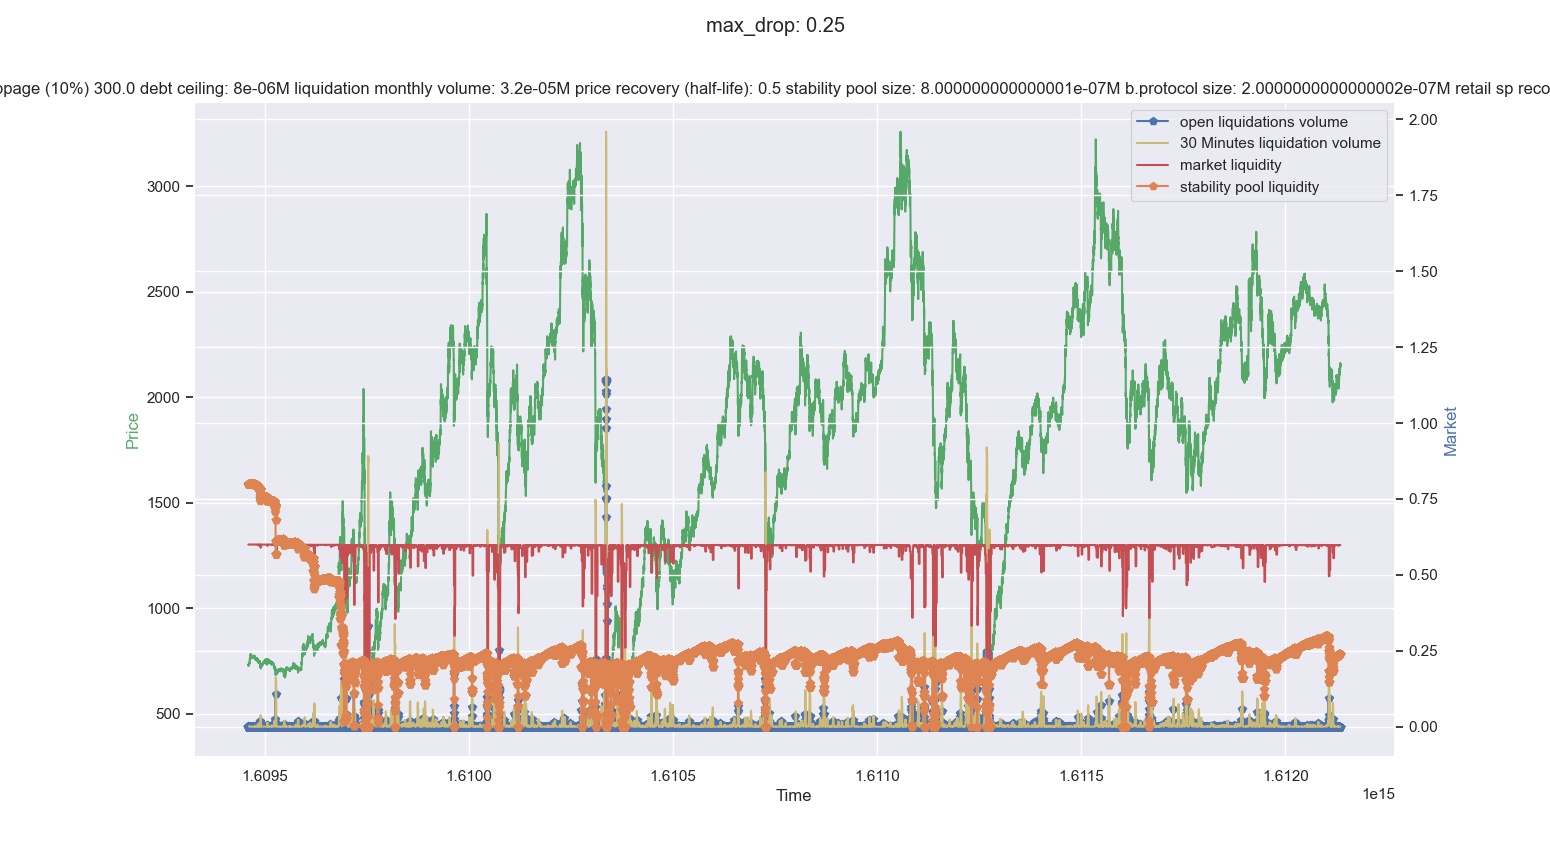 max_drop: 0.25
(10%) 300.0 debt ceiling: 8e-06M liquidation monthly volume: 3.2e-05M price recovery (half-life): 0.5 stability pool size: 8.000000000000001e-07M b.protocol size: 2.0000000000000002e-07M retail sp
open liquidations volume
30 Minutes liquidation volume
market liquidity
stability pool liquidity
3000
2500
2000
1500
1000
500
Price
2.00
1.75
1.50
1.25
1.00
0.75
0.50
0.25
0.00
Market
1.6095 1.6100 1.6105 1.6110 1.6115 1.6120
Time
1e15